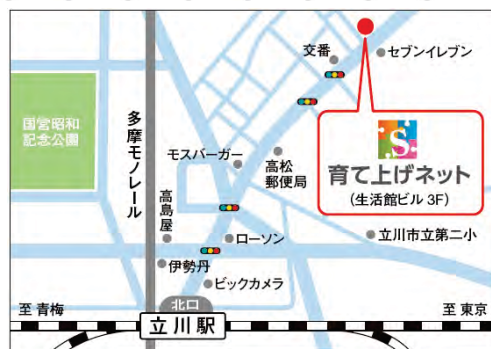 交番
セブンイレブン
国営昭和
記念公園
多摩モノレール
モスバーガー
高松
郵便局
S
育て上げネット
(生活館ビル 3F)
高島
屋
ローソン
立川市立第二小
伊勢丹
ビックカメラ
至 青梅
北口
至 東京
立川駅